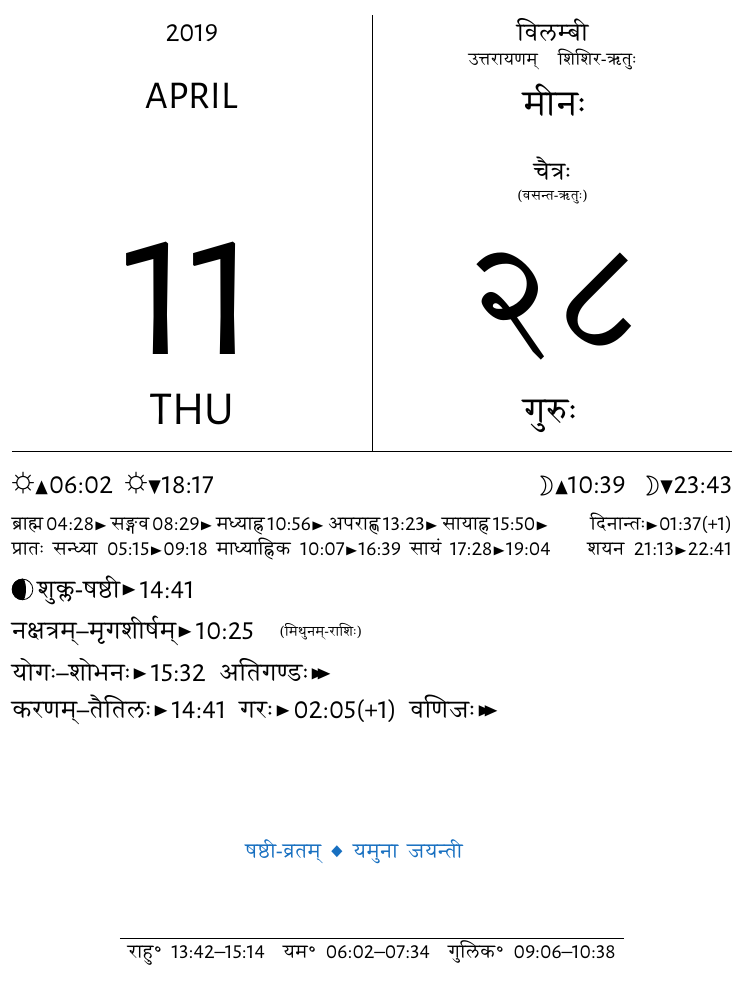 2019
APRIL
11
THU
विलम्बी
उत्तरायणम् शिशिर-ऋतुः
मीनः
चैत्रः
(वसन्त-ऋतुः)
२८
गुरुः
☼▲06:02 ☼▼18:17 ☽▲10:39 ☽▼23:43
ब्राह्म 04:28► सङ्गव 08:29► मध्याह्न 10:56► अपराह्ण 13:23► सायाह्न 15:50► दिनान्तः►01:37(+1)
प्रातः सन्ध्या 05:15►09:18 माध्याह्निक 10:07►16:39 सायं 17:28►19:04 शयन 21:13►22:41
शुक्ल-षष्ठी►14:41
नक्षत्रम्–मृगशीर्षम्►10:25 (मिथुनम्-राशिः)
योगः–शोभनः►15:32 अतिगण्डः►►
करणम्–तैतिलः►14:41 गरः►02:05(+1) वणिजः►►
षष्ठी-व्रतम् ◆ यमुना जयन्ती
राहु° 13:42–15:14 यम° 06:02–07:34 गुलिक° 09:06–10:38